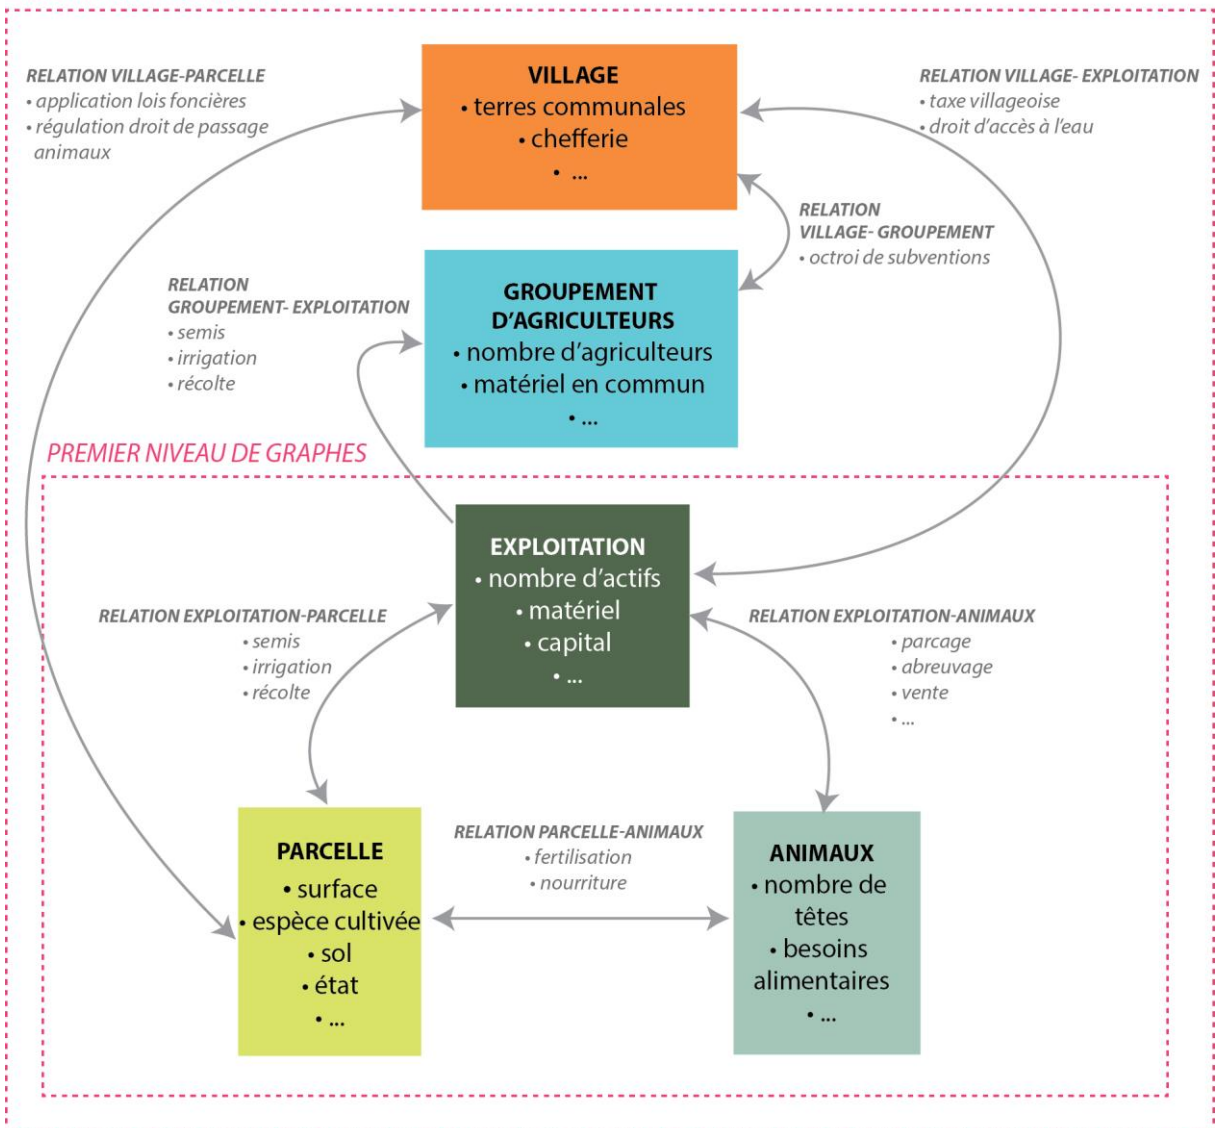 RELATION VILLAGE-PARCELLE
• application lois foncières
• régulation droit de passage
animaux
VILLAGE
• terres communales
• chefferie
• ...
RELATION VILLAGE- EXPLOITATION
• taxe villageoise
• droit d'accès à l'eau
RELATION
VILLAGE- GROUPEMENT
• octroi de subventions
RELATION
GROUPEMENT- EXPLOITATION
• semis
• irrigation
• récolte
GROUPEMENT
D'AGRICULTEURS
• nombre d'agriculteurs
• matériel en commun
• ...
PREMIER NIVEAU DE GRAPHES
EXPLOITATION
• nombre d'actifs
• matériel
• capital
• ...
RELATION EXPLOITATION-PARCELLE
• semis
• irrigation
• récolte
RELATION EXPLOITATION-ANIMAUX
• parcage
• abreuvage
• vente
• ...
PARCELLE
• surface
• espèce cultivée
• sol
• état
• ...
RELATION PARCELLE-ANIMAUX
• fertilisation
• nourriture
ANIMAUX
• nombre de
têtes
• besoins
alimentaires
• ...